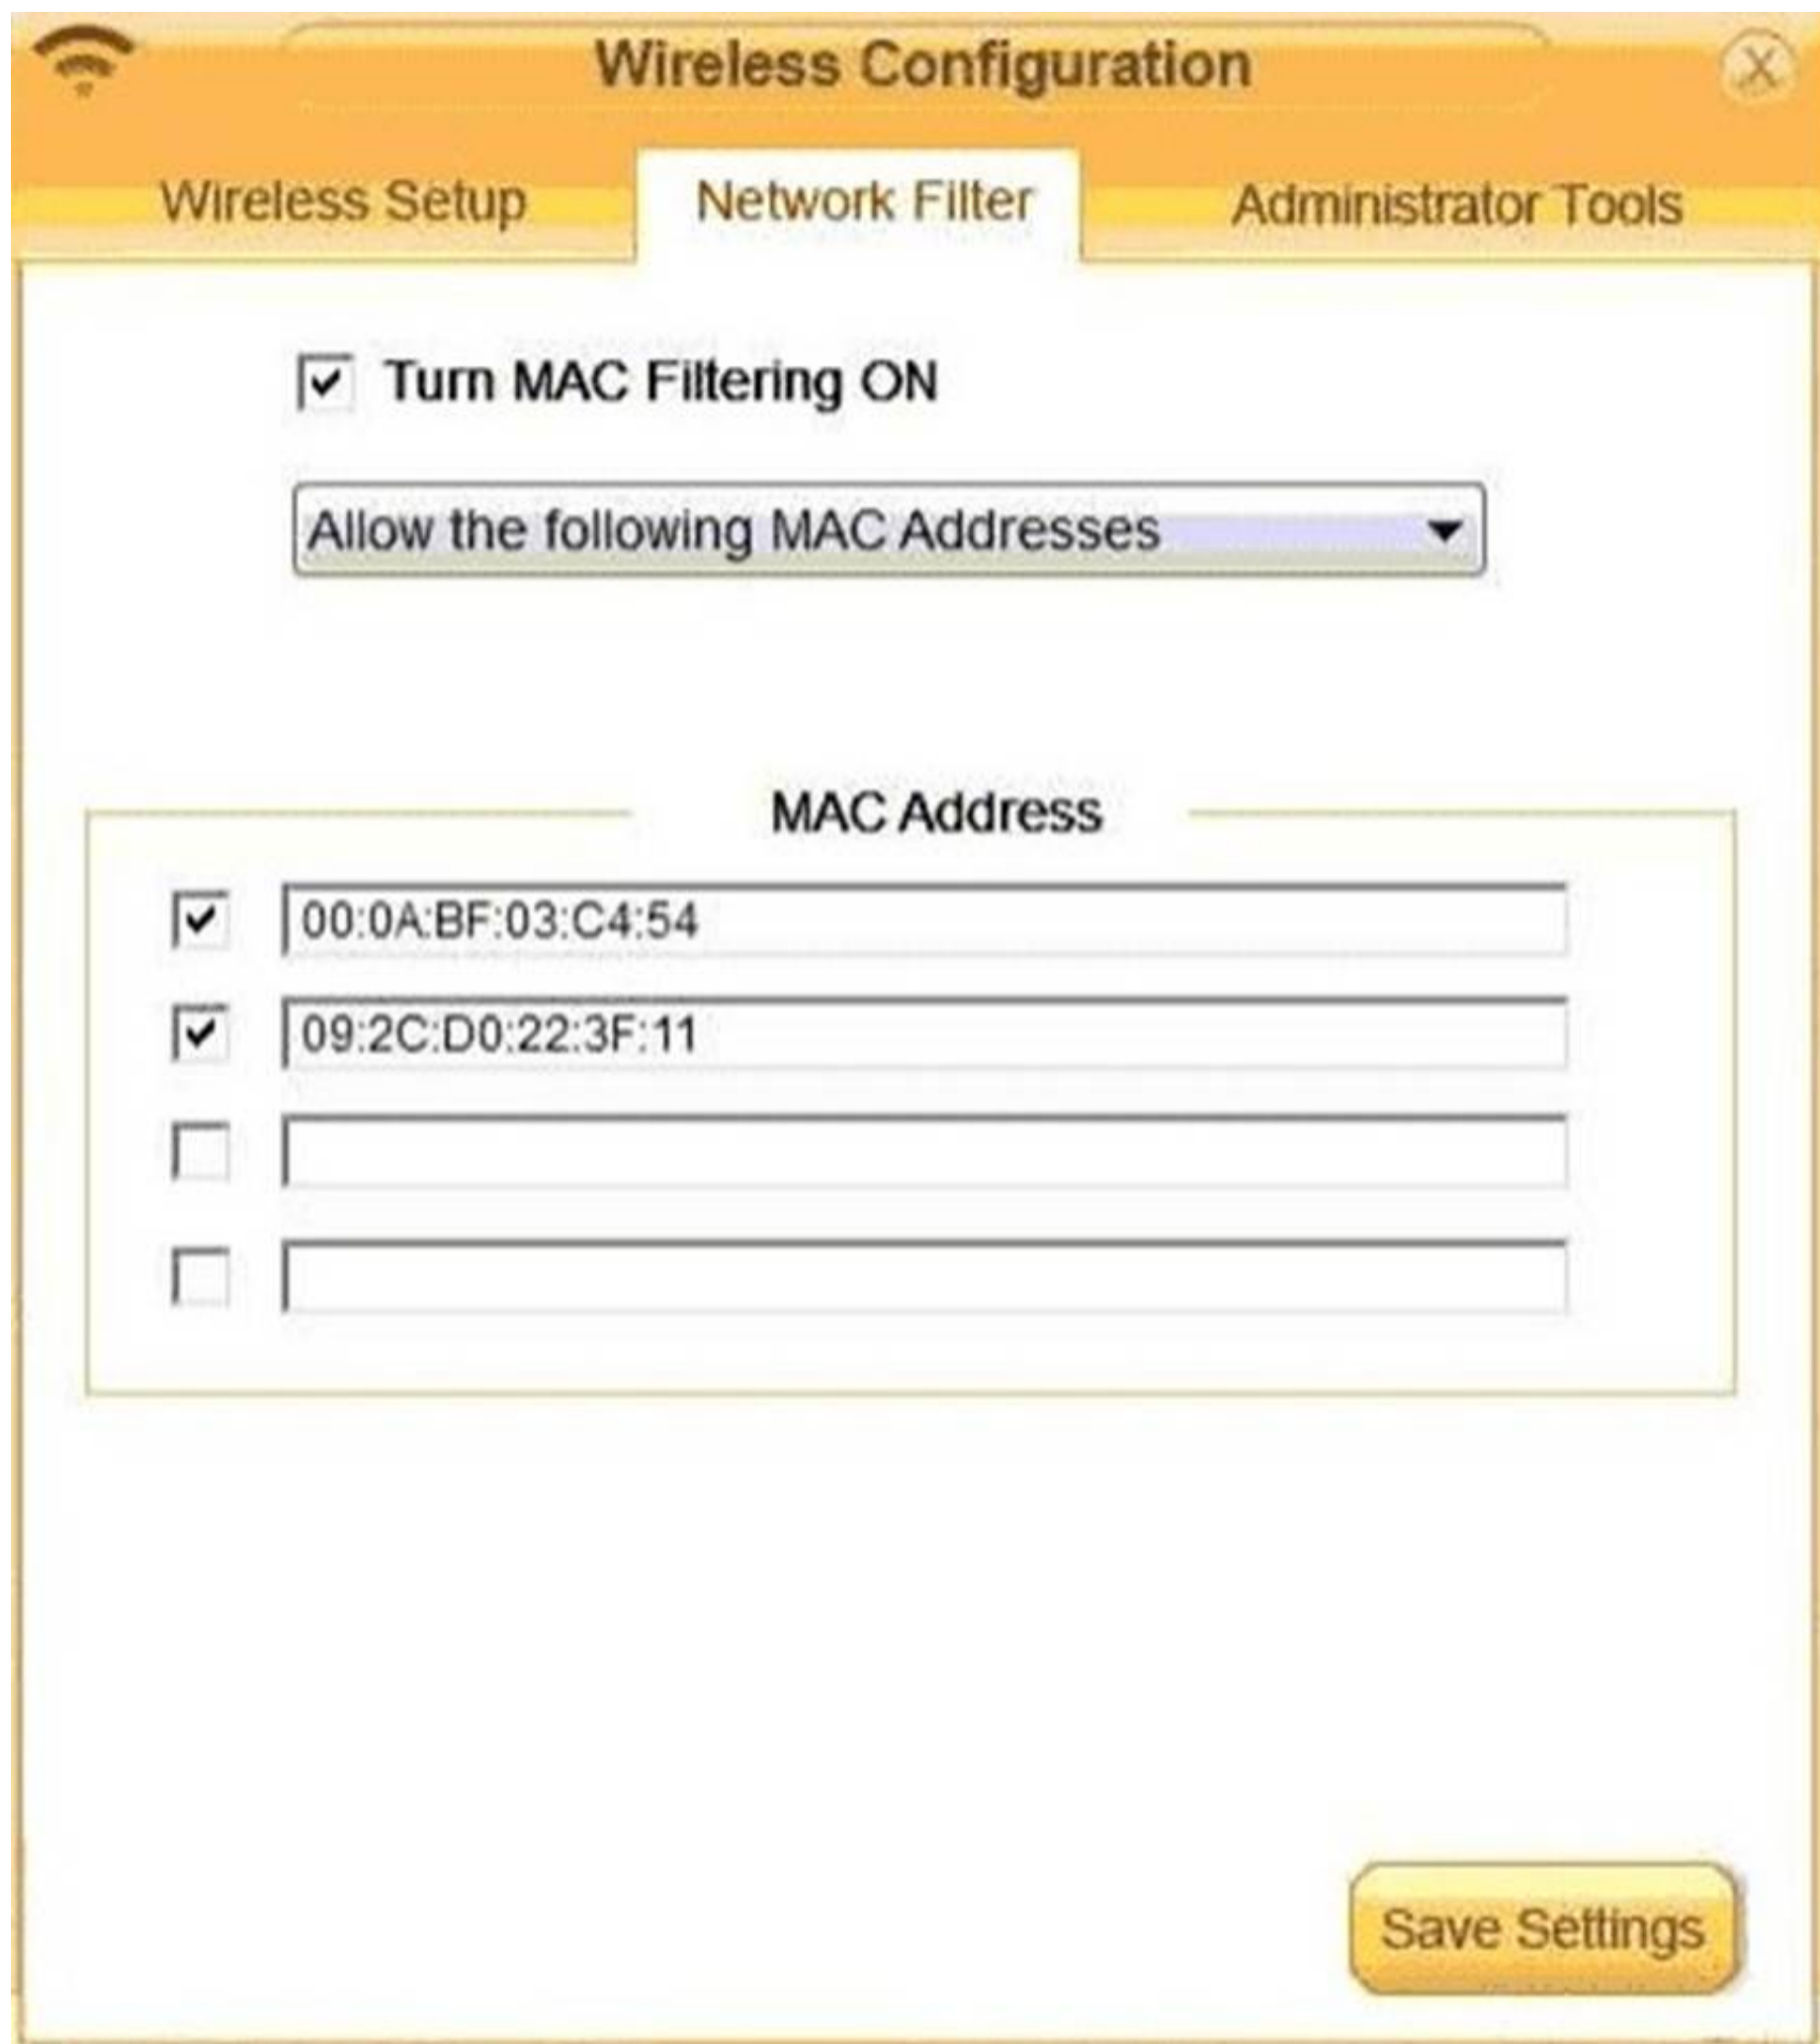 Wireless Configuration
Wireless Setup Network Filter Administrator Tools
Turn MAC Filtering ON
Allow the following MAC Addresses
MAC Address
00:0A:BF:03:C4:54
09:2C:D0:22:3F:11
Save Settings